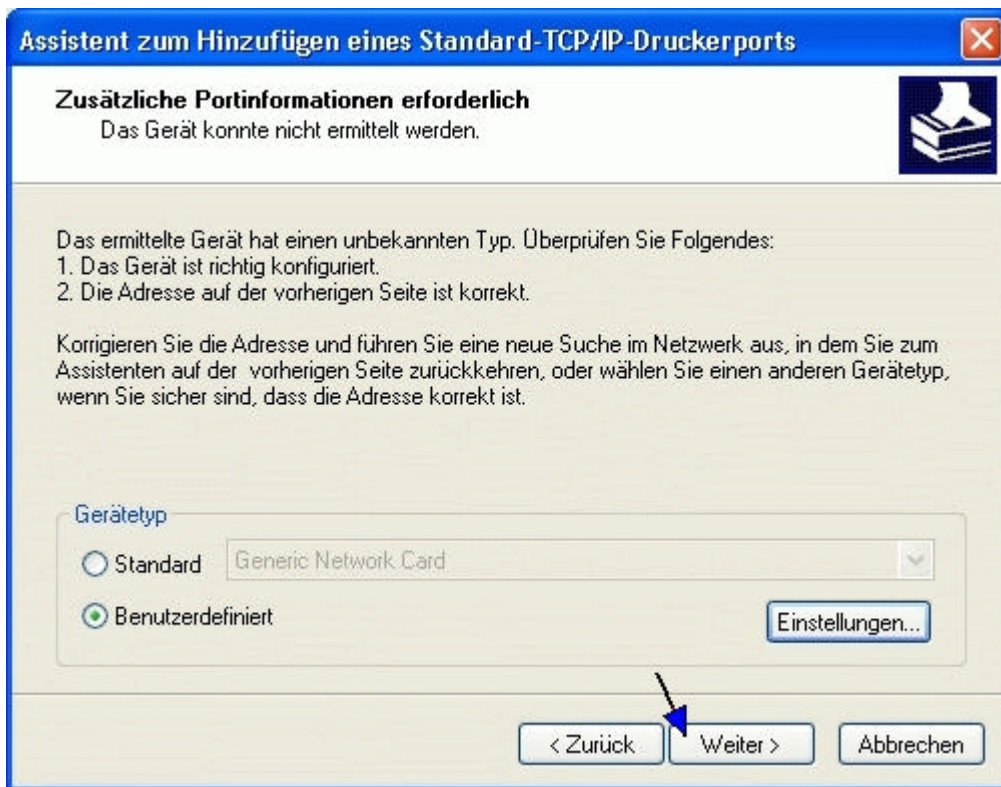 Assistent zum Hinzufügen eines Standard-TCP/IP-Druckerports
Zusätzliche Portinformationen erforderlich
Das Gerät konnte nicht ermittelt werden.
Das ermittelte Gerät hat einen unbekannten Typ. Überprüfen Sie Folgendes:
1. Das Gerät ist richtig konfiguriert.
2. Die Adresse auf der vorherigen Seite ist korrekt.
Korrigieren Sie die Adresse und führen Sie eine neue Suche im Netzwerk aus, in dem Sie zum
Assistenten auf der vorherigen Seite zurückkehren, oder wählen Sie einen anderen Gerätetyp,
wenn Sie sicher sind, dass die Adresse korrekt ist.
Gerätetyp
Standard Generic Network Card
Benutzerdefiniert Einstellungen...
< Zurück Weiter > Abbrechen